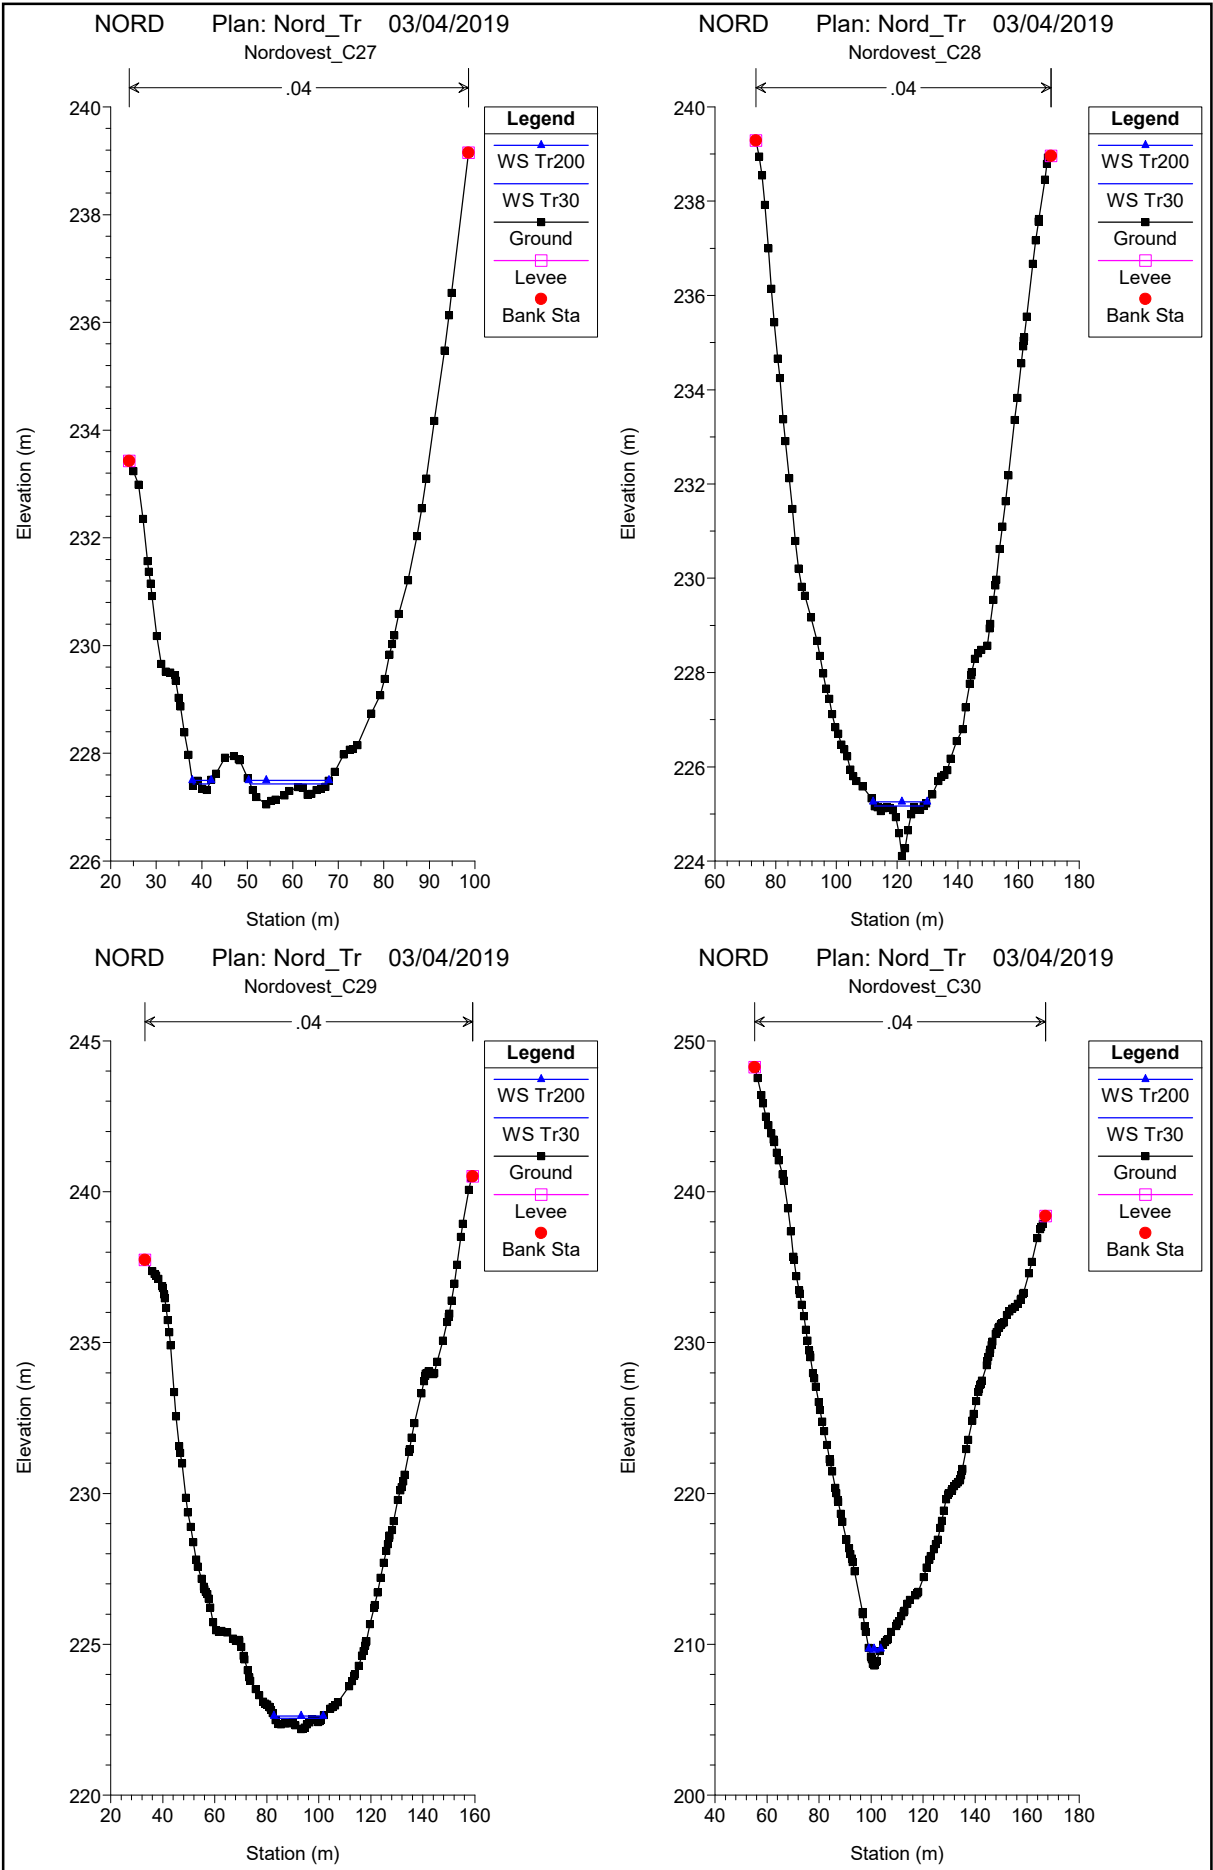 NORD Plan: Nord_Tr 03/04/2019
Nordovest_C27
.04
240
238
236
234
232
230
228
226
20 30 40 50 60 70 80 90 100
Elevation (m)
Station (m)
Legend
WS Tr200
WS Tr30
Ground
Levee
Bank Sta
NORD Plan: Nord_Tr 03/04/2019
Nordovest_C28
.04
240
238
236
234
232
230
228
226
224
60 80 100 120 140 160 180
Elevation (m)
Station (m)
Legend
WS Tr200
WS Tr30
Ground
Levee
Bank Sta
NORD Plan: Nord_Tr 03/04/2019
Nordovest_C29
.04
245
240
235
230
225
220
20 40 60 80 100 120 140 160
Elevation (m)
Station (m)
Legend
WS Tr200
WS Tr30
Ground
Levee
Bank Sta
NORD Plan: Nord_Tr 03/04/2019
Nordovest_C30
.04
250
240
230
220
210
200
40 60 80 100 120 140 160 180
Elevation (m)
Station (m)
Legend
WS Tr200
WS Tr30
Ground
Levee
Bank Sta